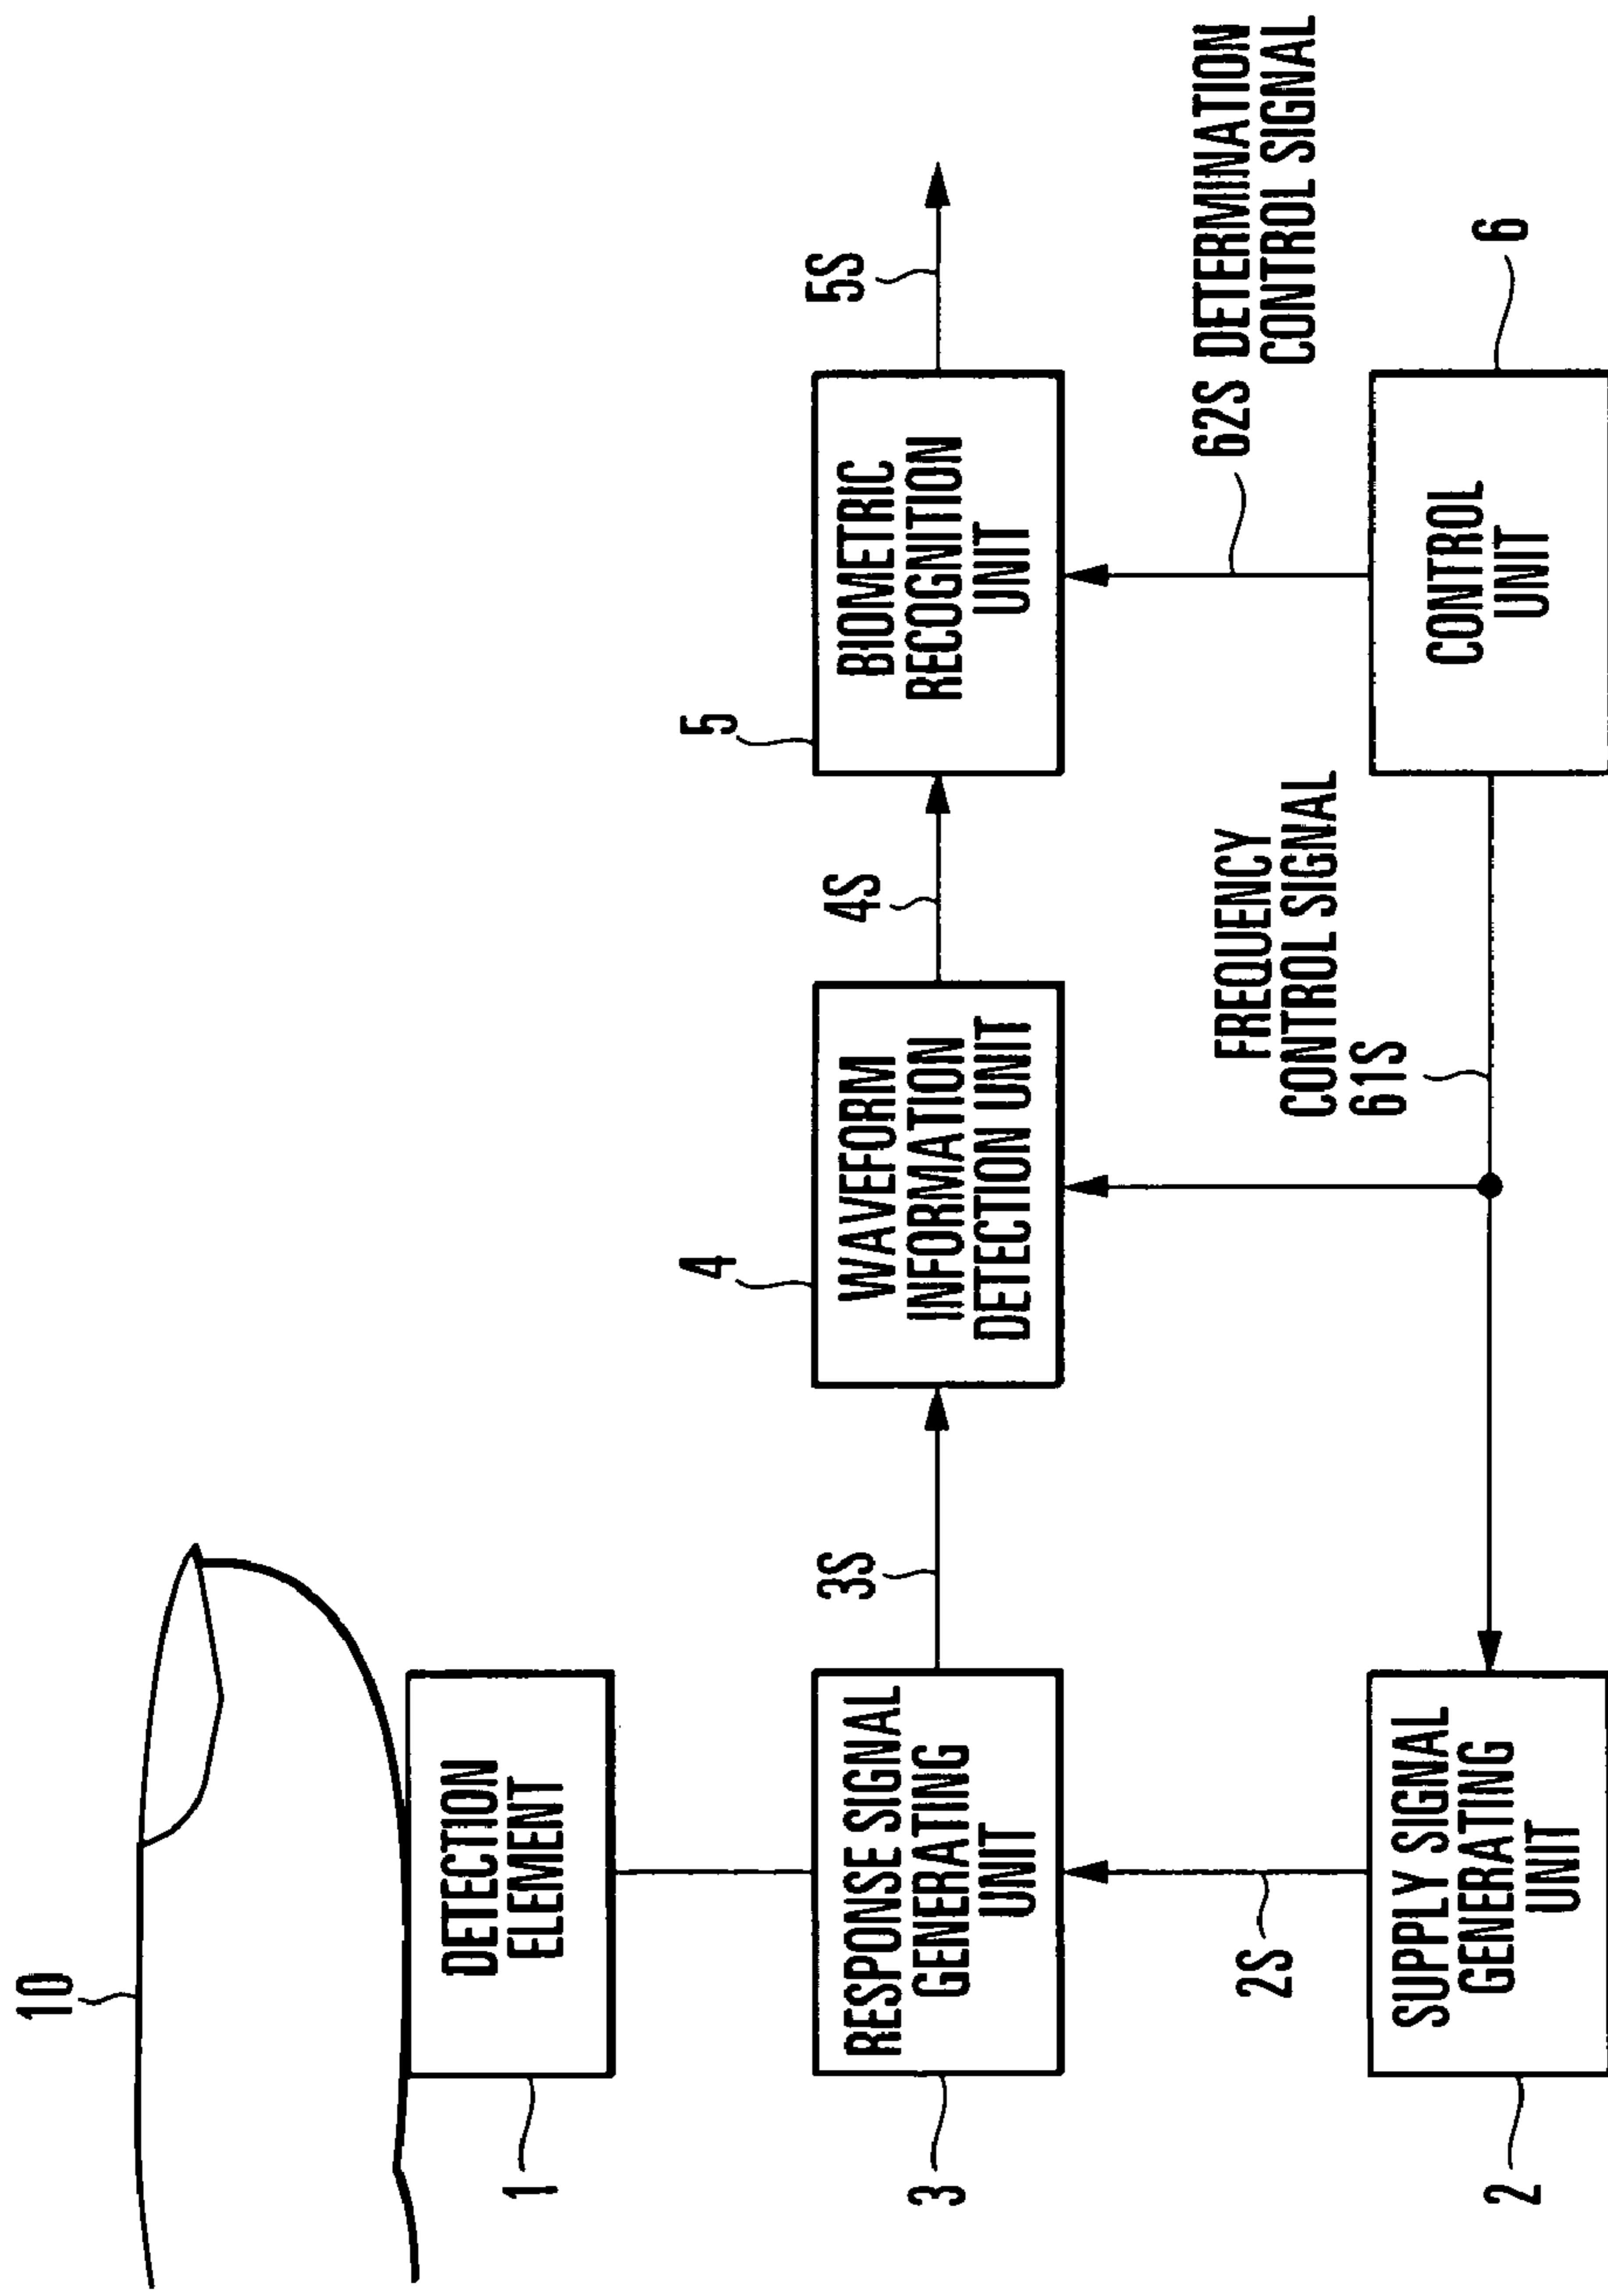 10
DETECTION
ELEMENT
1
RESPONSE SIGNAL
GENERATING
UNIT
3
3S
4
WAVEFORM
INFORMATION
DETECTION UNIT
4S
5
BIOMETRIC
RECOGNITION
UNIT
5S
2S
SUPPLY SIGNAL
GENERATING
UNIT
2
FREQUENCY
CONTROL SIGNAL
61S
62S DETERMINATION
CONTROL SIGNAL
CONTROL
UNIT
6